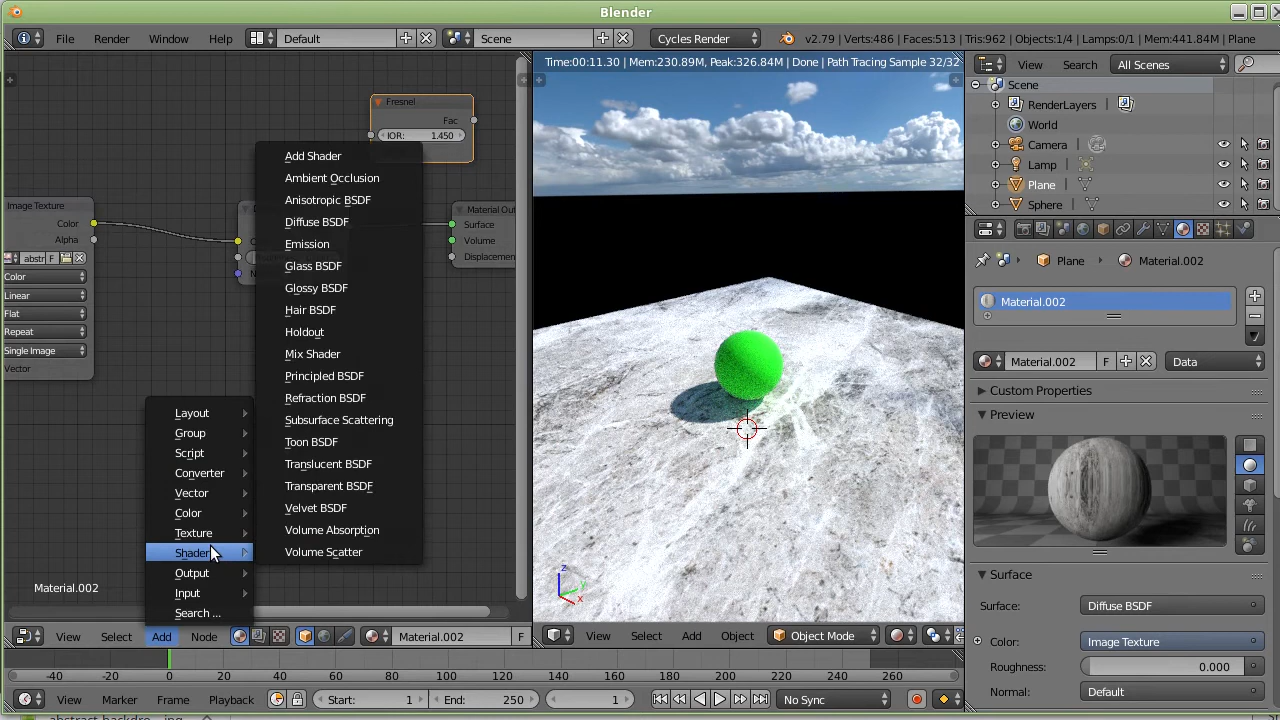 Blender
File Render Window Help Default Scene Cycles Render v2.79 | Verts:486 | Faces:513 | Tris:962 | Objects:1/4 | Lamps:0/1 | Mem:441.84M | Plane
Time:00:11.30 | Mem:230.89M, Peak:326.84M | Done | Path Tracing Sample 32/32
View Search All Scenes
Scene
RenderLayers
World
Camera
Lamp
Plane
Sphere
Fresnel
Fac
IOR: 1.450
Image Texture
Color
Alpha
abstr F
Color
Linear
Flat
Repeat
Single Image
Vector
Material Out
Surface
Volume
Displacemen
Add Shader
Ambient Occlusion
Anisotropic BSDF
Diffuse BSDF
Emission
Glass BSDF
Glossy BSDF
Hair BSDF
Holdout
Mix Shader
Principled BSDF
Refraction BSDF
Subsurface Scattering
Toon BSDF
Translucent BSDF
Transparent BSDF
Velvet BSDF
Volume Absorption
Volume Scatter
Layout
Group
Script
Converter
Vector
Color
Texture
Shader
Output
Input
Search ...
Material.002
z
y
x
Plane Material.002
Material.002
Material.002 F Data
Custom Properties
Preview
Surface
Surface: Diffuse BSDF
Color: Image Texture
Roughness: 0.000
Normal: Default
View Select Add Node Material.002 F
View Select Add Object Object Mode
-40 -20 0 20 40 60 80 100 120 140 160 180 200 220 240 260
View Marker Frame Playback Start: 1 End: 250 1 No Sync